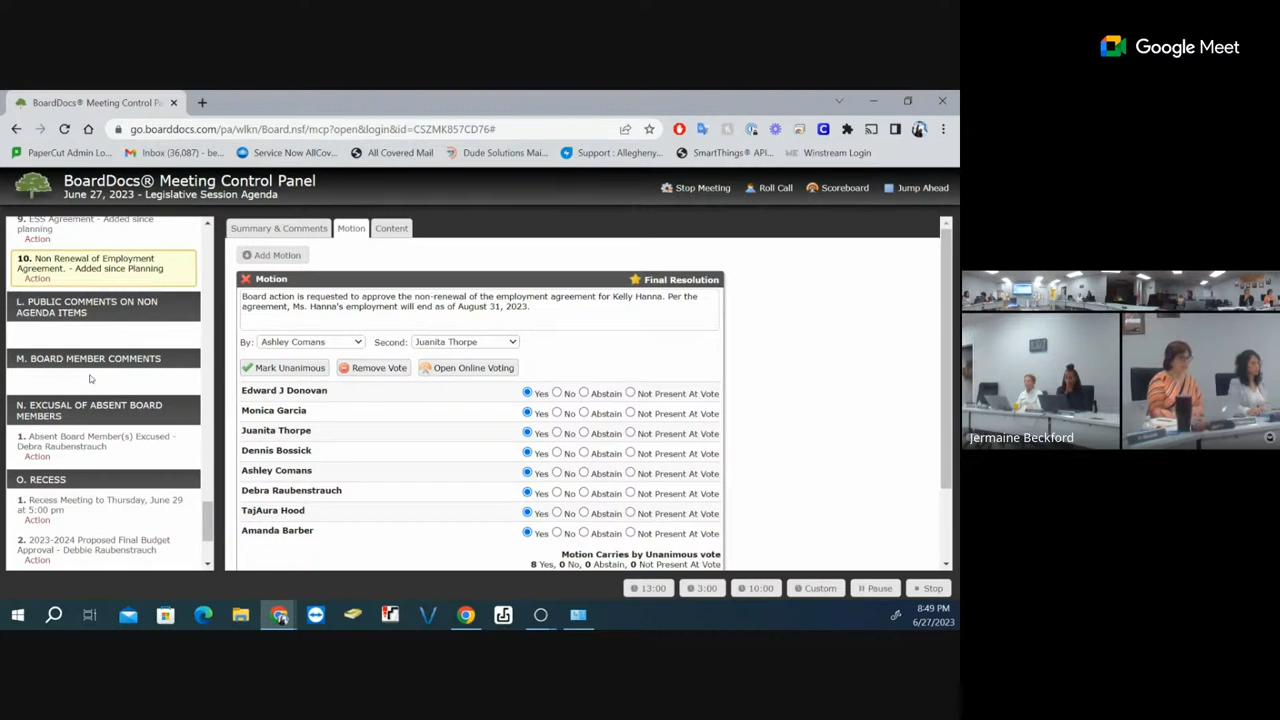 Google Meet
BoardDocs® Meeting Control Pa
go.boarddocs.com/pa/wlkn/Board.nsf/mcp?open&login&id=CSZMK857CD76#
PaperCut Admin Lo...
Inbox (36,087) - be...
Service Now AllCov...
All Covered Mail
Dude Solutions Mai...
Support : Allegheny...
SmartThings® API...
Winstream Login
BoardDocs® Meeting Control Panel
June 27, 2023 - Legislative Session Agenda
Stop Meeting
Roll Call
Scoreboard
Jump Ahead
9. ESS Agreement - Added since
planning
Action
10. Non Renewal of Employment
Agreement. - Added since Planning
Action
L. PUBLIC COMMENTS ON NON
AGENDA ITEMS
M. BOARD MEMBER COMMENTS
N. EXCUSAL OF ABSENT BOARD
MEMBERS
1. Absent Board Member(s) Excused -
Debra Raubenstrauch
Action
O. RECESS
1. Recess Meeting to Thursday, June 29
at 5:00 pm
Action
2. 2023-2024 Proposed Final Budget
Approval - Debbie Raubenstrauch
Action
Summary & Comments
Motion
Content
Add Motion
Motion
Final Resolution
Board action is requested to approve the non-renewal of the employment agreement for Kelly Hanna. Per the
agreement, Ms. Hanna's employment will end as of August 31, 2023.
By: Ashley Comans Second: Juanita Thorpe
Mark Unanimous
Remove Vote
Open Online Voting
Edward J Donovan Yes No Abstain Not Present At Vote
Monica Garcia Yes No Abstain Not Present At Vote
Juanita Thorpe Yes No Abstain Not Present At Vote
Dennis Bossick Yes No Abstain Not Present At Vote
Ashley Comans Yes No Abstain Not Present At Vote
Debra Raubenstrauch Yes No Abstain Not Present At Vote
TajAura Hood Yes No Abstain Not Present At Vote
Amanda Barber Yes No Abstain Not Present At Vote
Motion Carries by Unanimous vote
8 Yes, 0 No, 0 Abstain, 0 Not Present At Vote
13:00
3:00
10:00
Custom
Pause
Stop
8:49 PM
6/27/2023
Jermaine Beckford